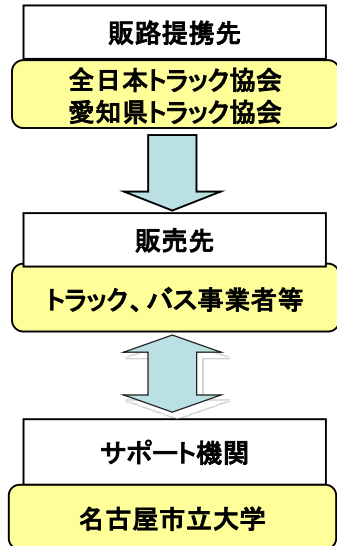 販路提携先
全日本トラック協会
愛知県トラック協会
販売先
トラック、バス事業者等
サポート機関
名古屋市立大学